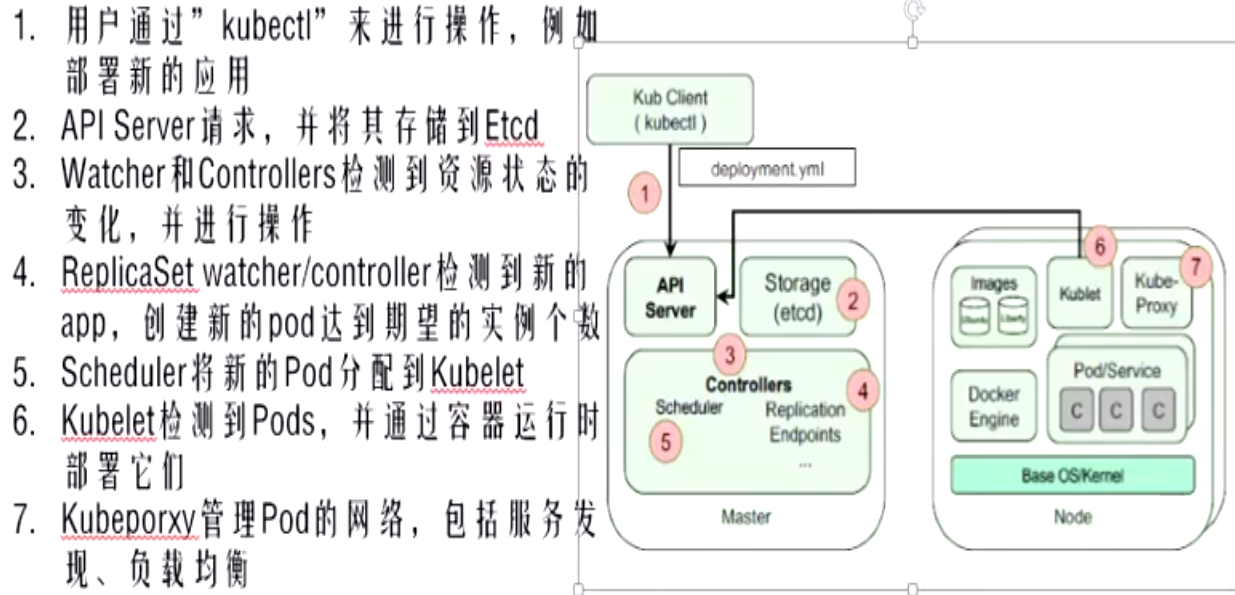 1. 用户通过”kubectl”来进行操作，例如
部署新的应用
2. API Server请求，并将其存储到Etcd
3. Watcher和Controllers检测到资源状态的
变化，并进行操作
4. ReplicaSet watcher/controller检测到新的
app，创建新的pod达到期望的实例个数
5. Scheduler将新的Pod分配到Kubelet
6. Kubelet检测到Pods，并通过容器运行时
部署它们
7. Kubeporxy管理Pod的网络，包括服务发
现、负载均衡
Kub Client
( kubectl )
deployment.yml
1
API
Server
Storage
(etcd)
2
3
Controllers
4
Scheduler
Replication
Endpoints
5
...
Master
6
7
Images
Ubuntu
Liberty
Kublet
Kube-
Proxy
Docker
Engine
Pod/Service
C C C
Base OS/Kernel
Node